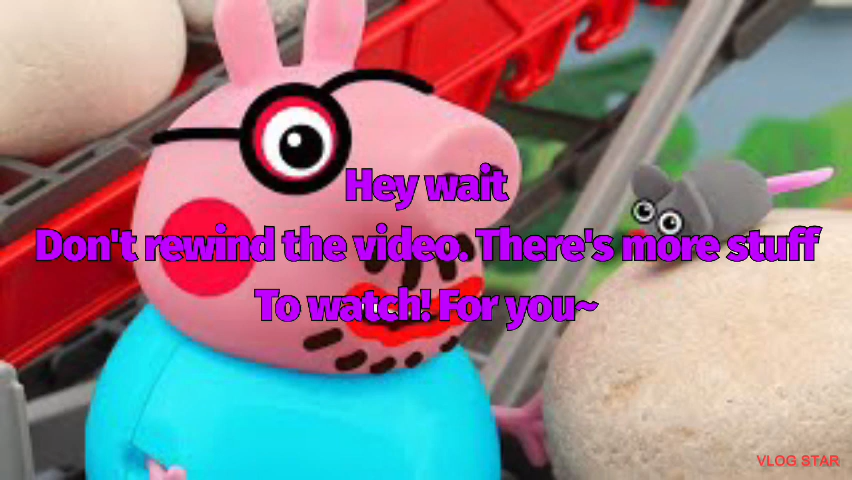 Hey wait
Don't rewind the video. There's more stuff
To watch! For you~
VLOG STAR